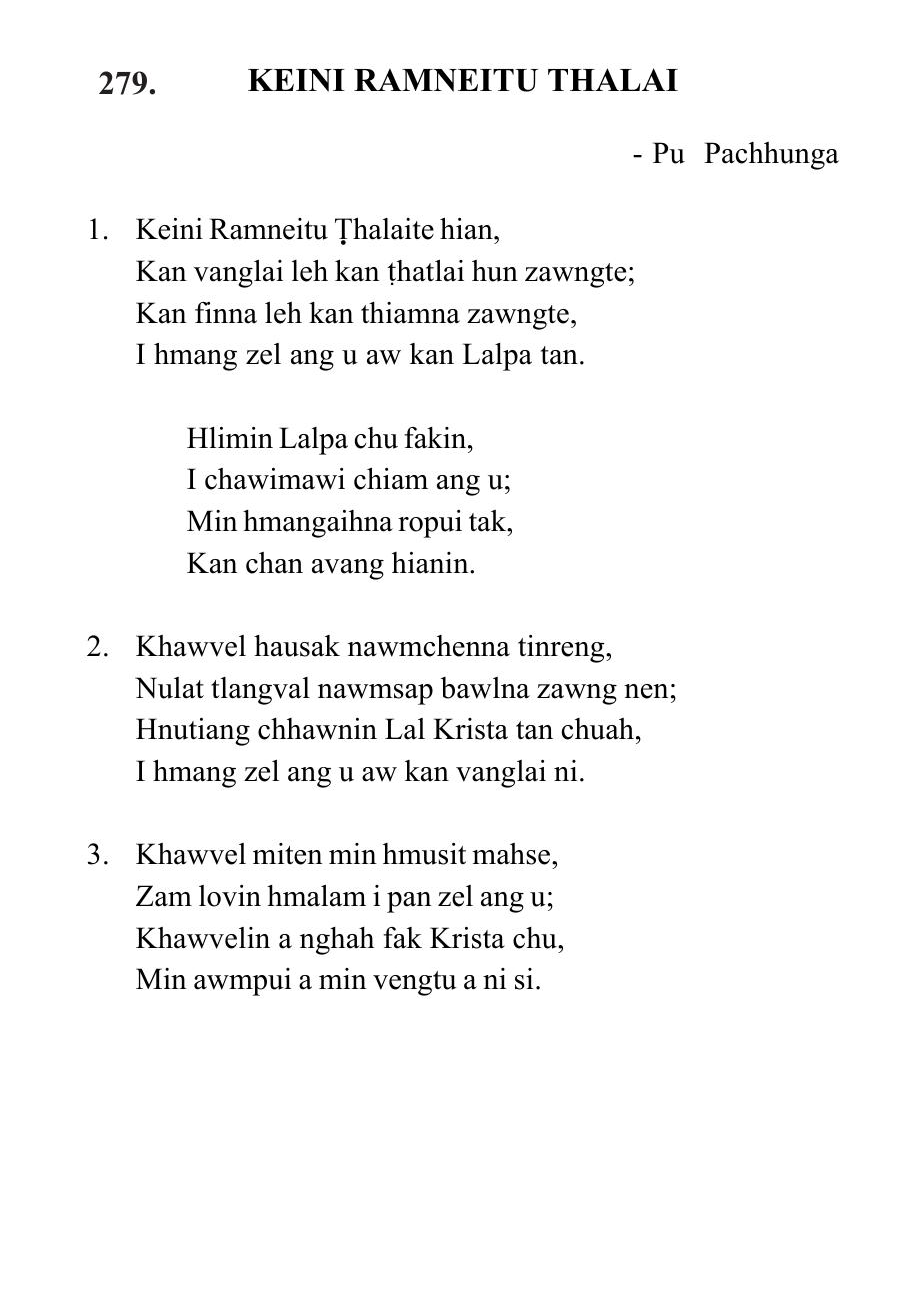 279. KEINI RAMNEITU THALAI
- Pu Pachhunga
1. Keini Ramneitu Ṭhalaite hian,
Kan vanglai leh kan ṭhatlai hun zawngte;
Kan finna leh kan thiamna zawngte,
I hmang zel ang u aw kan Lalpa tan.
Hlimin Lalpa chu fakin,
I chawimawi chiam ang u;
Min hmangaihna ropui tak,
Kan chan avang hianin.
2. Khawvel hausak nawmchenna tinreng,
Nulat tlangval nawmsap bawlna zawng nen;
Hnutiang chhawnin Lal Krista tan chuah,
I hmang zel ang u aw kan vanglai ni.
3. Khawvel miten min hmusit mahse,
Zam lovin hmalam i pan zel ang u;
Khawvelin a nghah fak Krista chu,
Min awmpui a min vengtu a ni si.